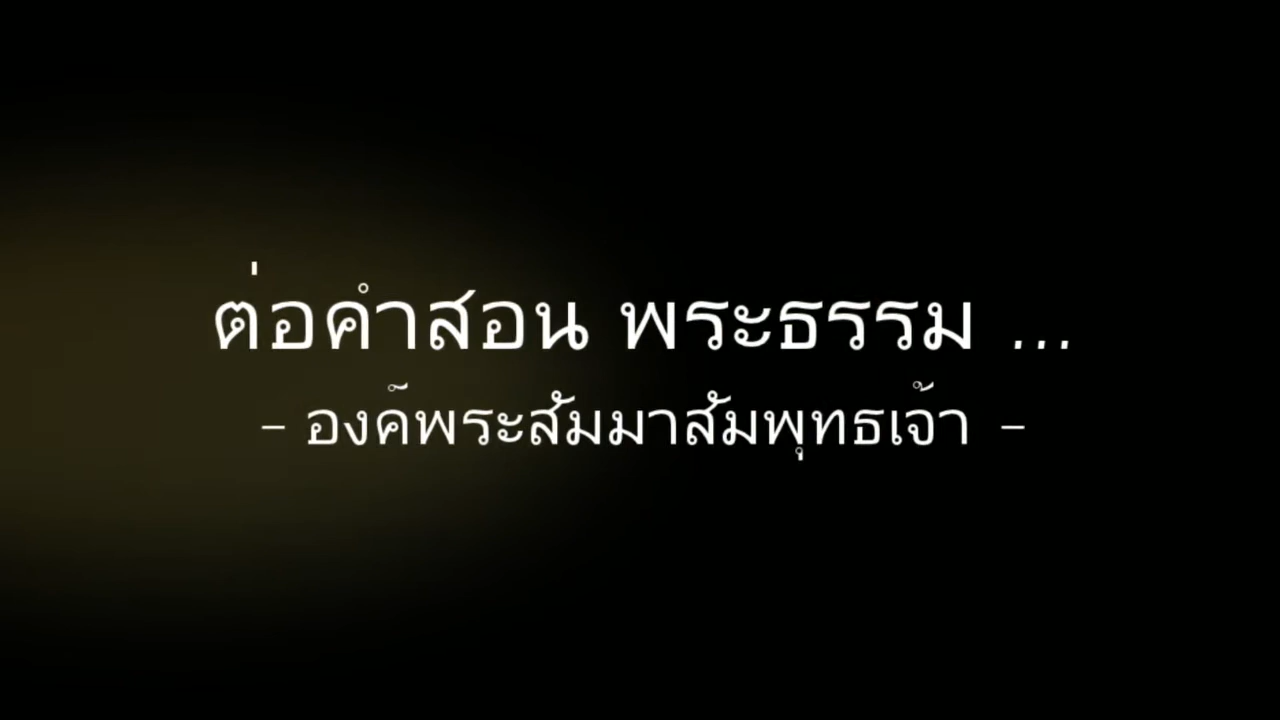 ต่อคำสอน พระธรรม ...
- องค์พระสัมมาสัมพุทธเจ้า -